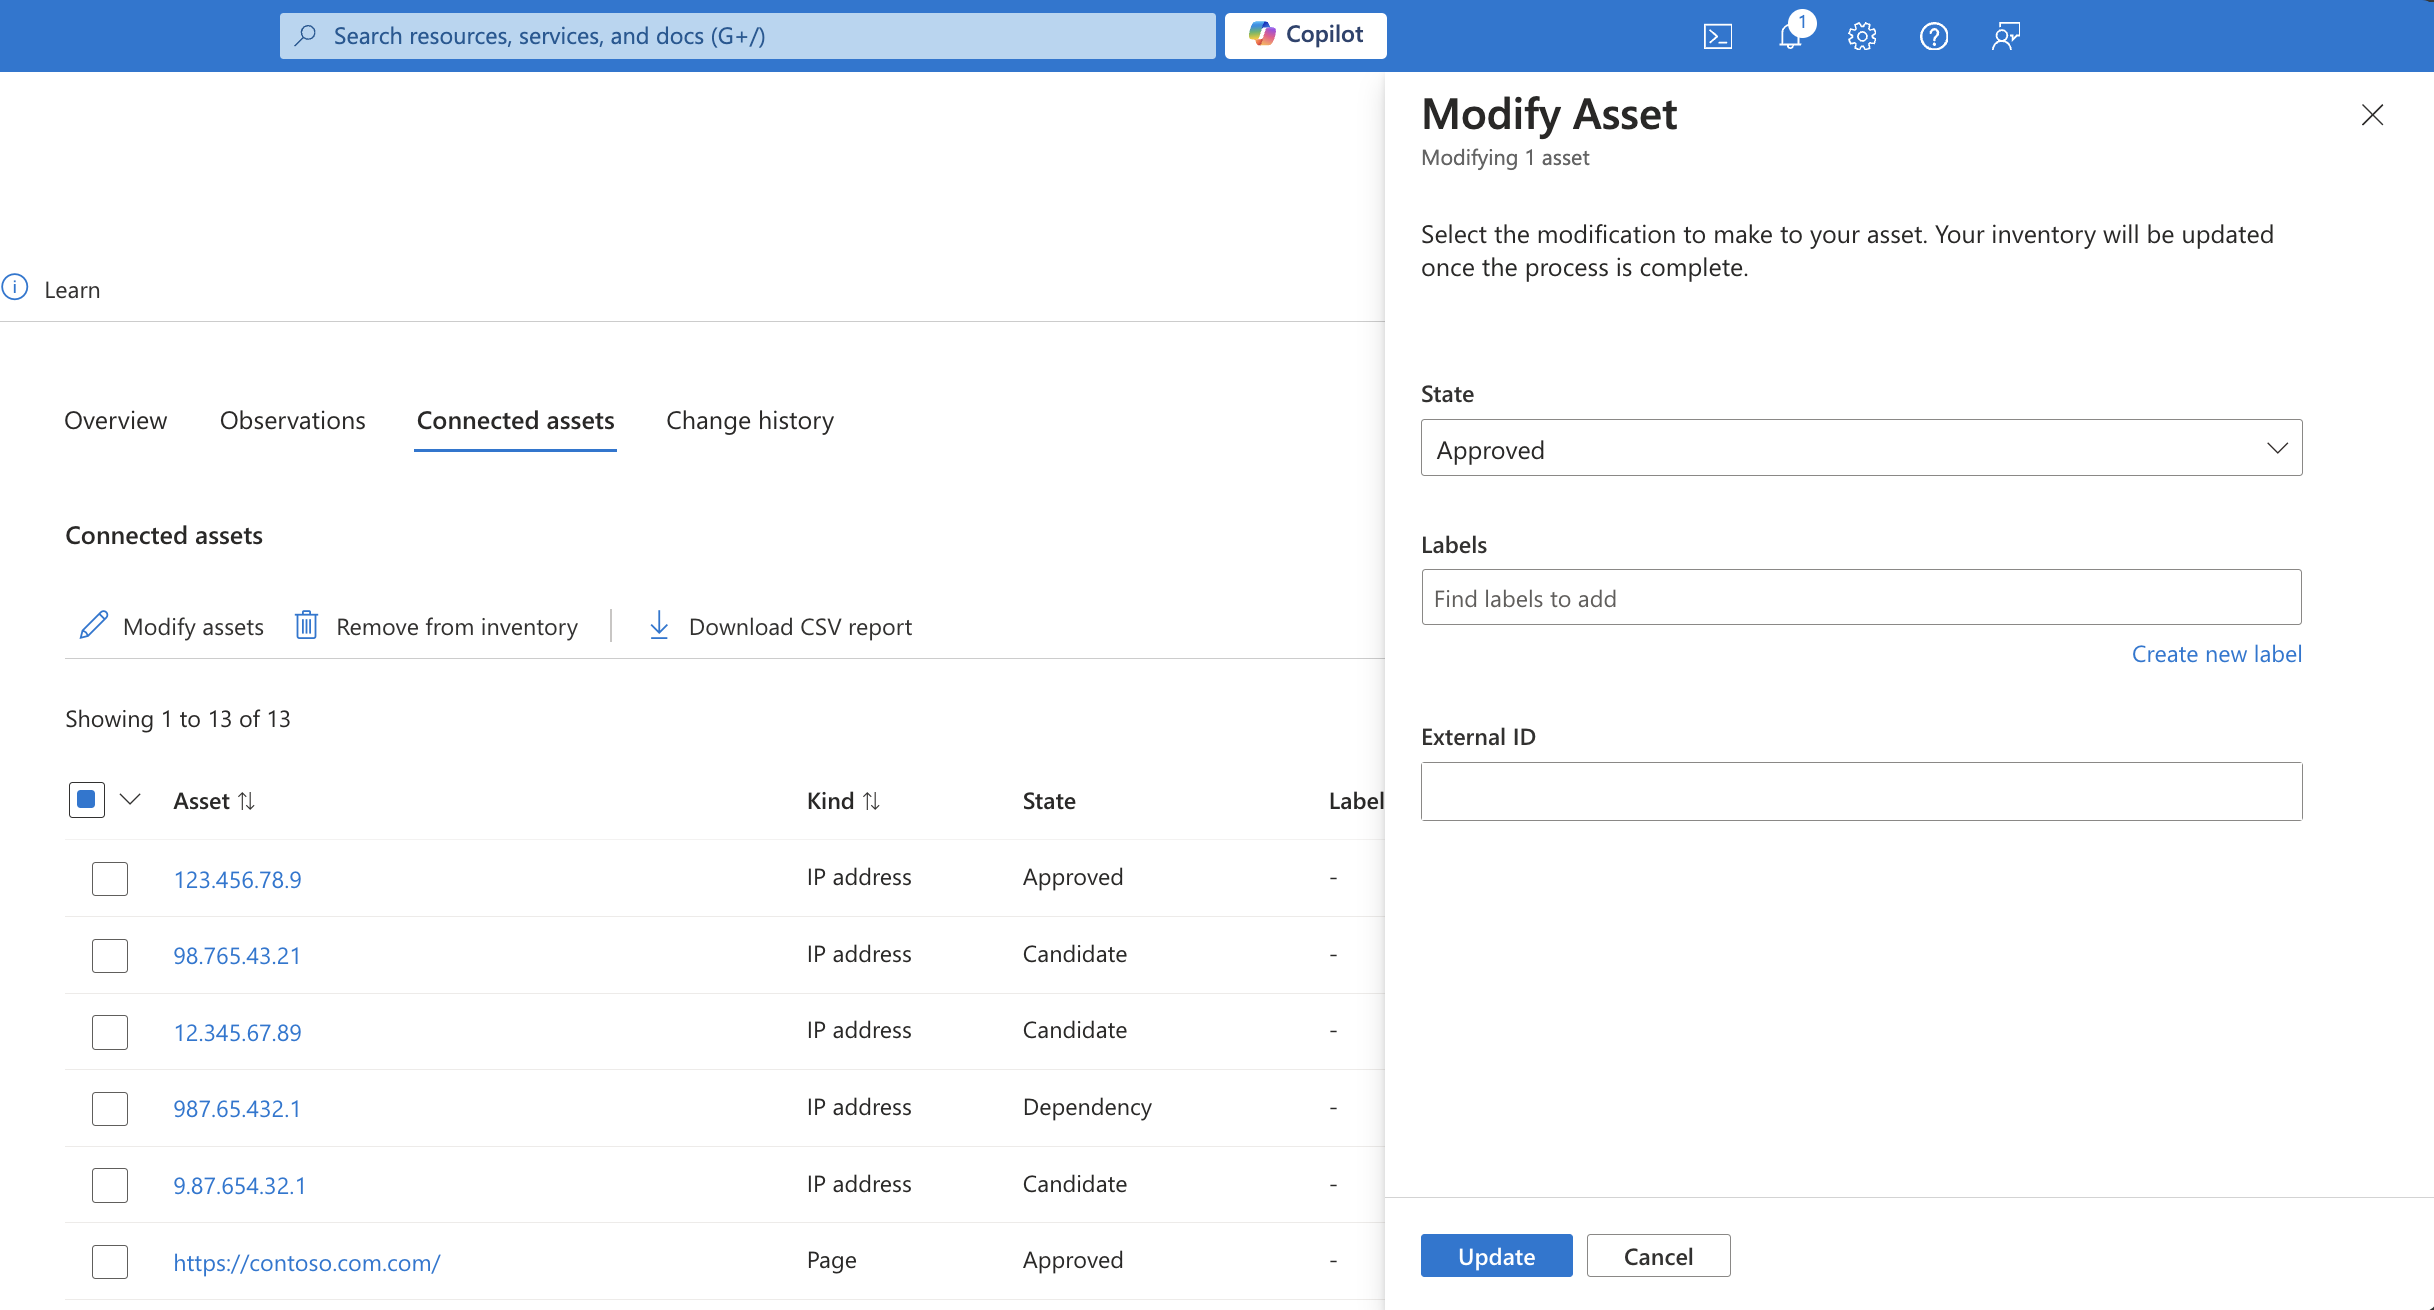 Search resources, services, and docs (G+/)
Copilot
1
Learn
Overview Observations Connected assets Change history
Connected assets
Modify assets Remove from inventory Download CSV report
Showing 1 to 13 of 13
Asset Kind State Label
123.456.78.9 IP address Approved -
98.765.43.21 IP address Candidate -
12.345.67.89 IP address Candidate -
987.65.432.1 IP address Dependency -
9.87.654.32.1 IP address Candidate -
https://contoso.com.com/ Page Approved -
Modify Asset
Modifying 1 asset
Select the modification to make to your asset. Your inventory will be updated
once the process is complete.
State
Approved
Labels
Find labels to add
Create new label
External ID
Update Cancel